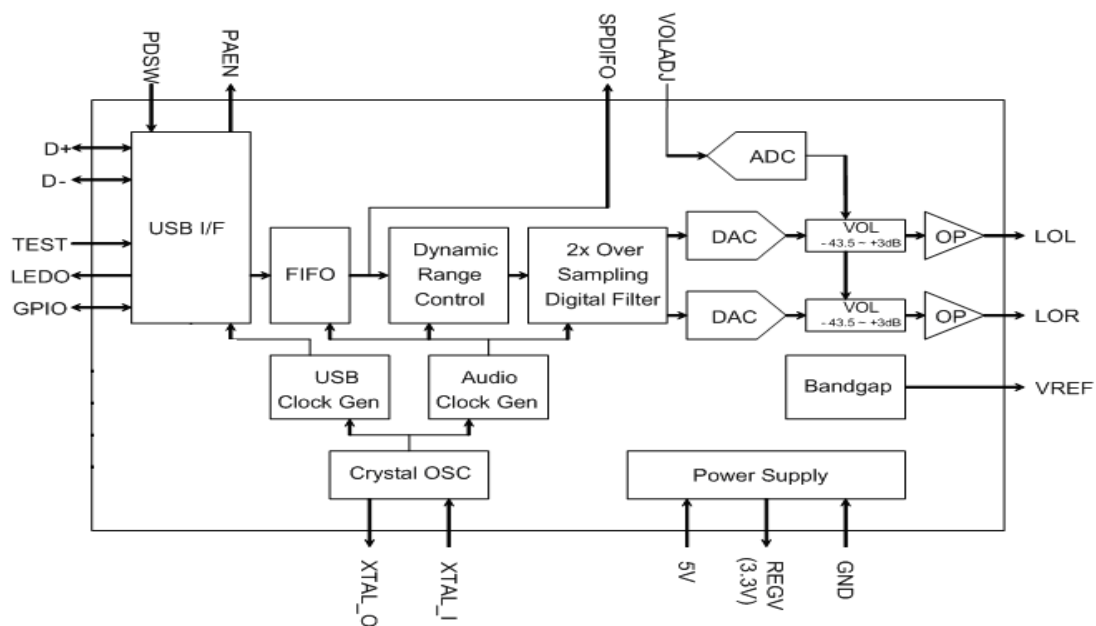 PDSW
PAEN
SPDIFO
VOLADJ
D+
D-
TEST
LEDO
GPIO
USB I/F
FIFO
Dynamic
Range
Control
2x Over
Sampling
Digital Filter
ADC
DAC
VOL
-43.5 ~ +3dB
OP
LOL
DAC
VOL
-43.5 ~ +3dB
OP
LOR
USB
Clock Gen
Audio
Clock Gen
Bandgap
VREF
Crystal OSC
Power Supply
XTAL_O
XTAL_I
5V
REGV
(3.3V)
GND